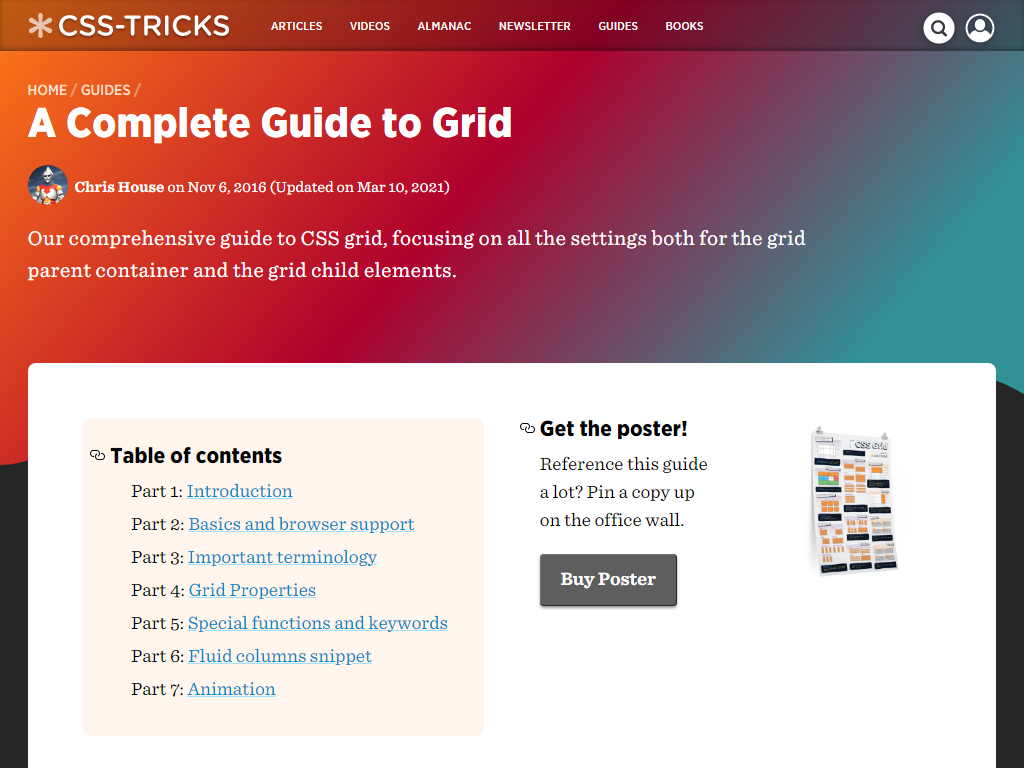 CSS-TRICKS
ARTICLES VIDEOS ALMANAC NEWSLETTER GUIDES BOOKS
HOME / GUIDES /
A Complete Guide to Grid
Chris House on Nov 6, 2016 (Updated on Mar 10, 2021)
Our comprehensive guide to CSS grid, focusing on all the settings both for the grid
parent container and the grid child elements.
Table of contents
Part 1: Introduction
Part 2: Basics and browser support
Part 3: Important terminology
Part 4: Grid Properties
Part 5: Special functions and keywords
Part 6: Fluid columns snippet
Part 7: Animation
Get the poster!
Reference this guide
a lot? Pin a copy up
on the office wall.
Buy Poster
CSS Grid